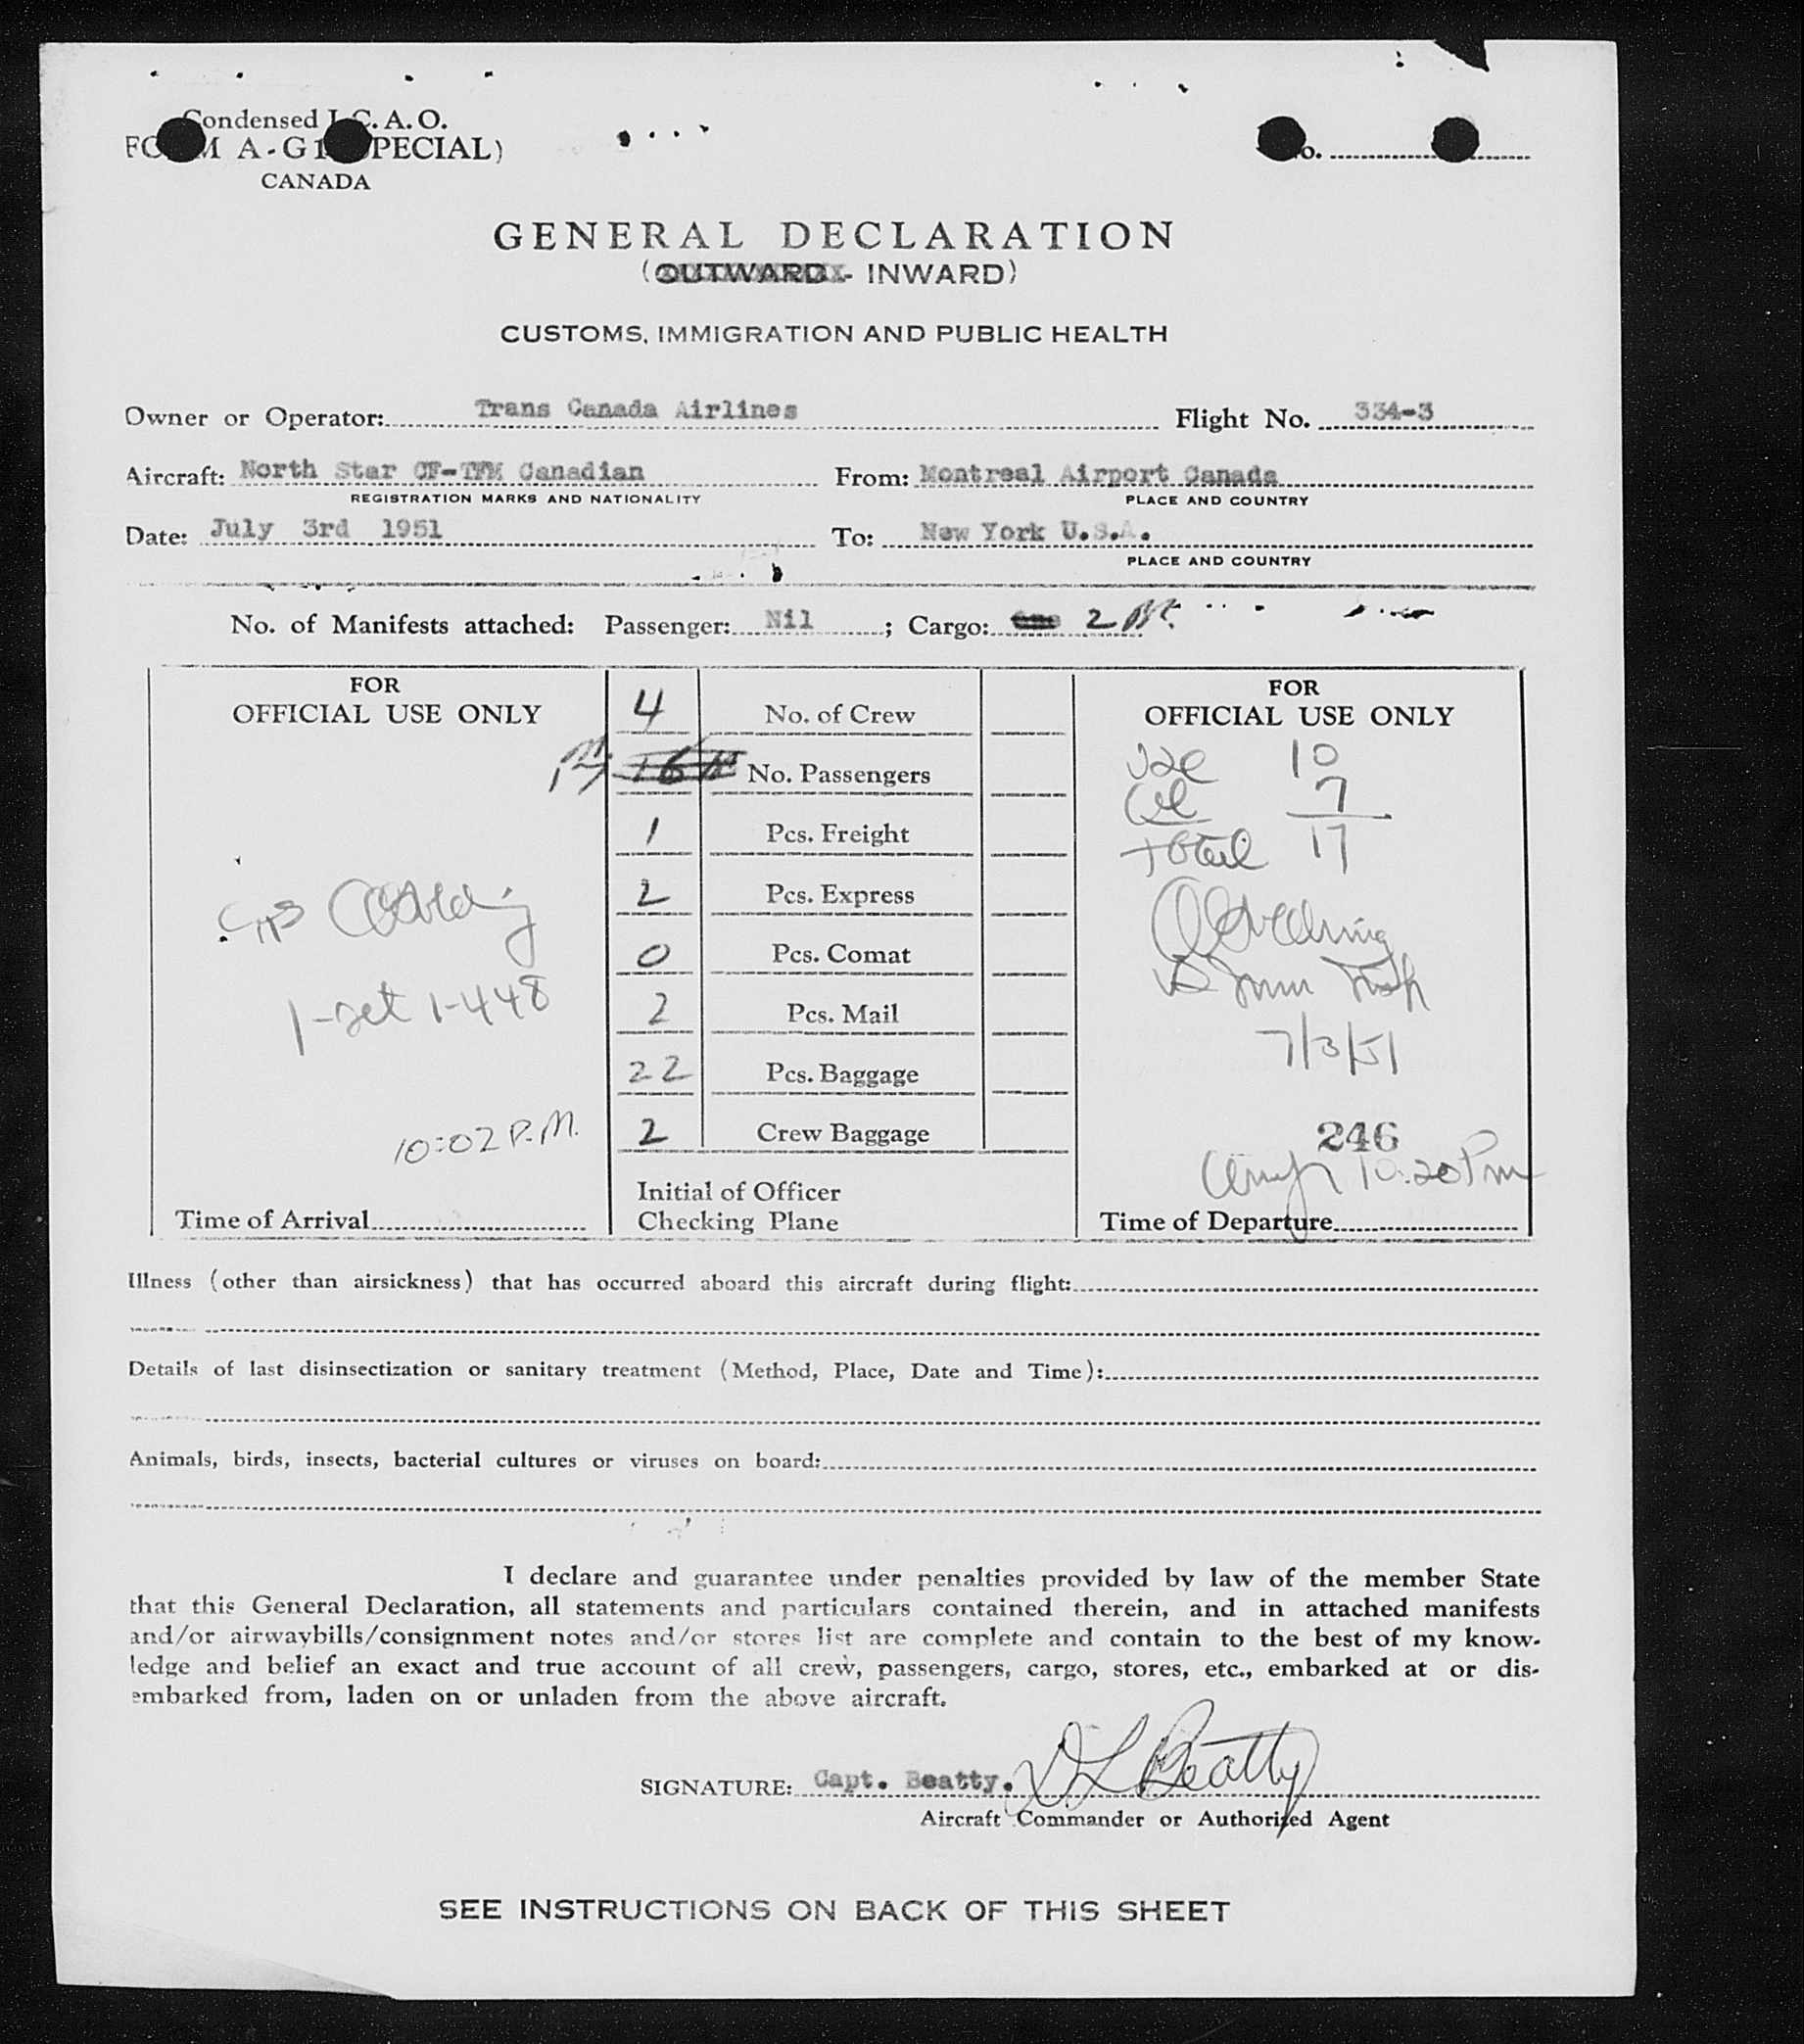 Condensed I.C.A.O.
FORM A-G1 (SPECIAL)
CANADA
No.
GENERAL DECLARATION
(OUTWARD - INWARD)
CUSTOMS, IMMIGRATION AND PUBLIC HEALTH
Owner or Operator: Trans Canada Airlines Flight No. 334-3
Aircraft: North Star CF-TFM Canadian From: Montreal Airport Canada
REGISTRATION MARKS AND NATIONALITY PLACE AND COUNTRY
Date: July 3rd 1951 To: New York U.S.A.
PLACE AND COUNTRY
No. of Manifests attached: Passenger: Nil ; Cargo: 2
FOR
OFFICIAL USE ONLY
1-set 1-448
10:02 P.M.
Time of Arrival
4 No. of Crew
No. Passengers
1 Pcs. Freight
2 Pcs. Express
0 Pcs. Comat
2 Pcs. Mail
22 Pcs. Baggage
2 Crew Baggage
Initial of Officer
Checking Plane
FOR
OFFICIAL USE ONLY
10
7
Total 17
7/3/51
246
10.20 Pm
Time of Departure
Illness (other than airsickness) that has occurred aboard this aircraft during flight:
Details of last disinsectization or sanitary treatment (Method, Place, Date and Time):
Animals, birds, insects, bacterial cultures or viruses on board:
I declare and guarantee under penalties provided by law of the member State
that this General Declaration, all statements and particulars contained therein, and in attached manifests
and/or airwaybills/consignment notes and/or stores list are complete and contain to the best of my know-
ledge and belief an exact and true account of all crew, passengers, cargo, stores, etc., embarked at or dis-
embarked from, laden on or unladen from the above aircraft.
SIGNATURE: Capt. Beatty. D L Beatty
Aircraft Commander or Authorized Agent
SEE INSTRUCTIONS ON BACK OF THIS SHEET